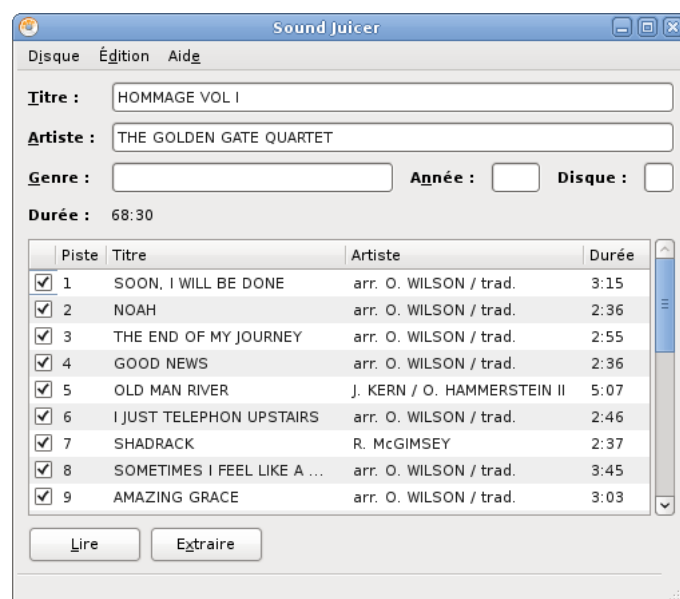 Sound Juicer
Disque Édition Aide
Titre : HOMMAGE VOL I
Artiste : THE GOLDEN GATE QUARTET
Genre : Année : Disque :
Durée : 68:30
Piste Titre Artiste Durée
1 SOON, I WILL BE DONE arr. O. WILSON / trad. 3:15
2 NOAH arr. O. WILSON / trad. 2:36
3 THE END OF MY JOURNEY arr. O. WILSON / trad. 2:55
4 GOOD NEWS arr. O. WILSON / trad. 2:36
5 OLD MAN RIVER J. KERN / O. HAMMERSTEIN II 5:07
6 I JUST TELEPHON UPSTAIRS arr. O. WILSON / trad. 2:46
7 SHADRACK R. McGIMSEY 2:37
8 SOMETIMES I FEEL LIKE A ... arr. O. WILSON / trad. 3:45
9 AMAZING GRACE arr. O. WILSON / trad. 3:03
Lire Extraire